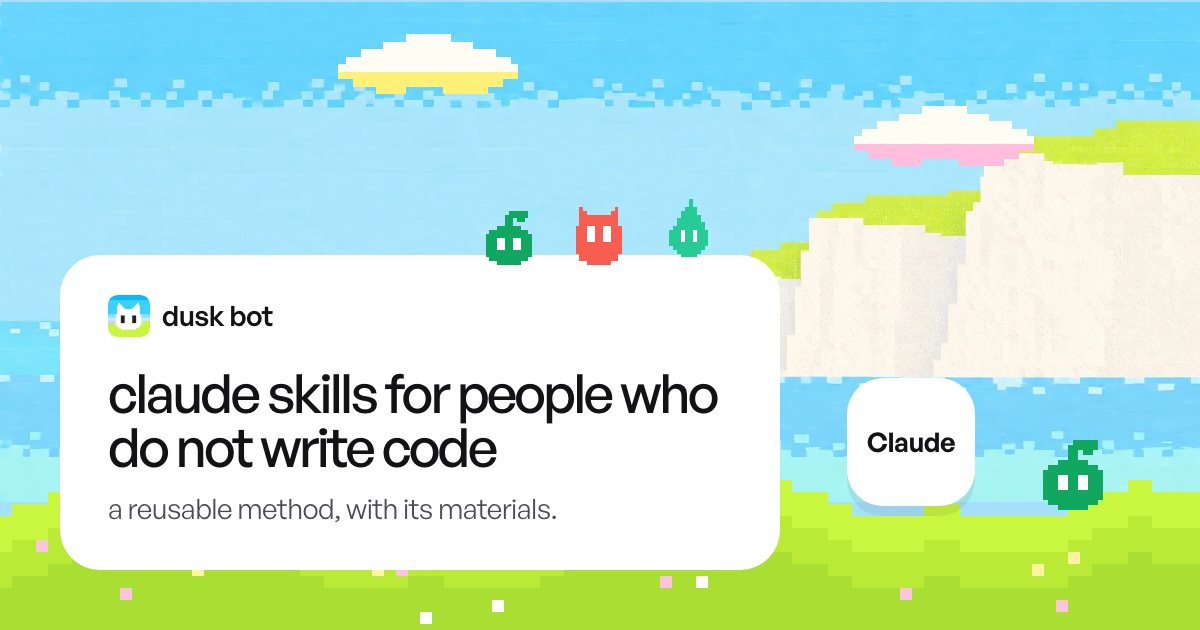 dusk bot
claude skills for people who
do not write code
a reusable method, with its materials.
Claude